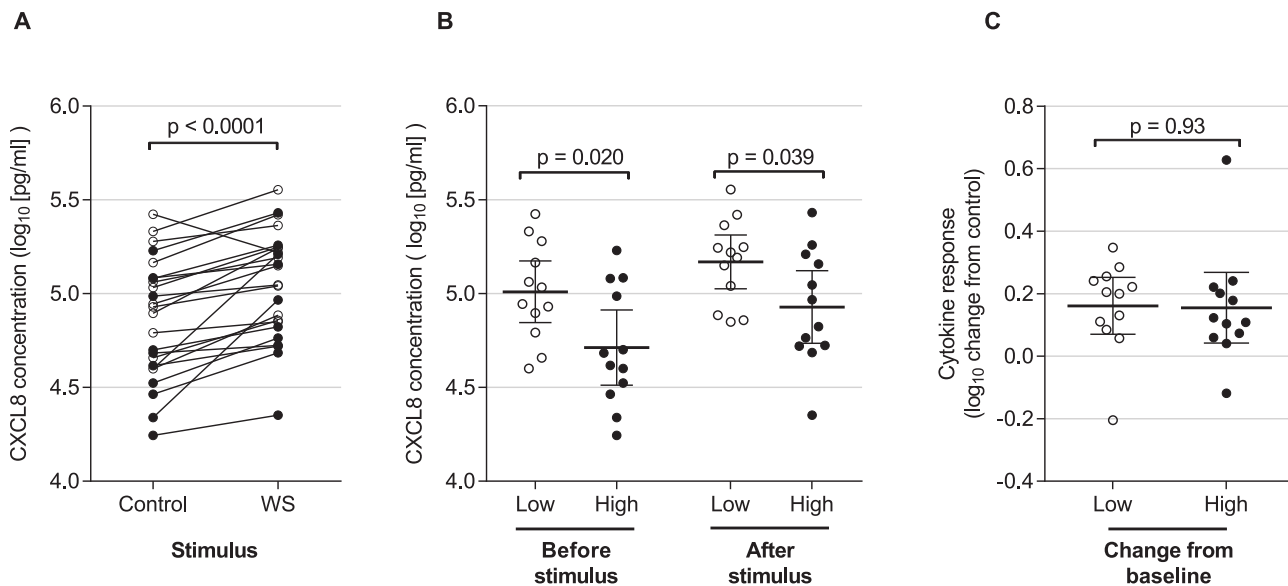 A
CXCL8 concentration (log10 [pg/ml] )
6.0
5.5
5.0
4.5
4.0
p < 0.0001
Control WS
Stimulus
B
CXCL8 concentration ( log10 [pg/ml] )
6.0
5.5
5.0
4.5
4.0
p = 0.020
p = 0.039
Low High Low High
Before
stimulus
After
stimulus
C
Cytokine response
(log10 change from control)
0.8
0.6
0.4
0.2
0.0
-0.2
-0.4
p = 0.93
Low High
Change from
baseline